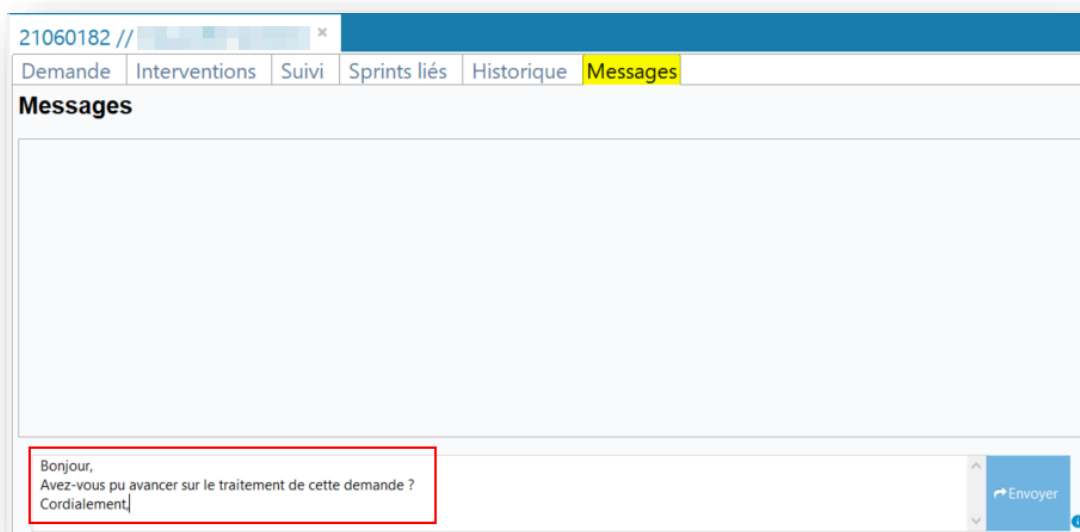 21060182 // ×
Demande Interventions Suivi Sprints liés Historique Messages
Messages
Bonjour,
Avez-vous pu avancer sur le traitement de cette demande ?
Cordialement,
Envoyer